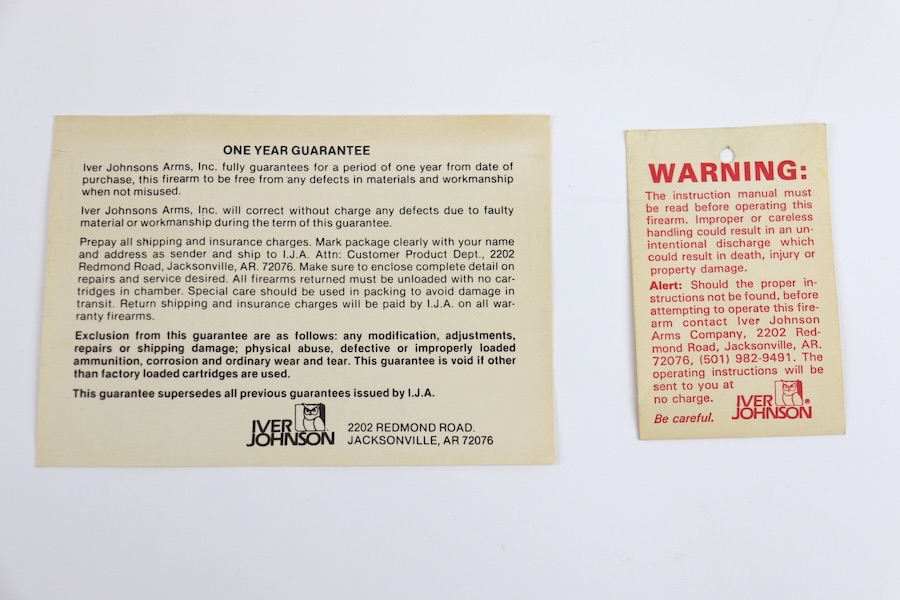 ONE YEAR GUARANTEE
Iver Johnsons Arms, Inc. fully guarantees for a period of one year from date of
purchase, this firearm to be free from any defects in materials and workmanship
when not misused.
Iver Johnsons Arms, Inc. will correct without charge any defects due to faulty
material or workmanship during the term of this guarantee.
Prepay all shipping and insurance charges. Mark package clearly with your name
and address as sender and ship to I.J.A. Attn: Customer Product Dept., 2202
Redmond Road, Jacksonville, AR. 72076. Make sure to enclose complete detail on
repairs and service desired. All firearms returned must be unloaded with no car-
tridges in chamber. Special care should be used in packing to avoid damage in
transit. Return shipping and insurance charges will be paid by I.J.A. on all war-
ranty firearms.
Exclusion from this guarantee are as follows: any modification, adjustments,
repairs or shipping damage; physical abuse, defective or improperly loaded
ammunition, corrosion and ordinary wear and tear. This guarantee is void if other
than factory loaded cartridges are used.
This guarantee supersedes all previous guarantees issued by I.J.A.
IVER
JOHNSON
2202 REDMOND ROAD.
JACKSONVILLE, AR 72076
WARNING:
The instruction manual must
be read before operating this
firearm. Improper or careless
handling could result in an un-
intentional discharge which
could result in death, injury or
property damage.
Alert: Should the proper in-
structions not be found, before
attempting to operate this fire-
arm contact Iver Johnson
Arms Company, 2202 Red-
mond Road, Jacksonville, AR.
72076, (501) 982-9491. The
operating instructions will be
sent to you at
no charge.
Be careful.
IVER
JOHNSON®